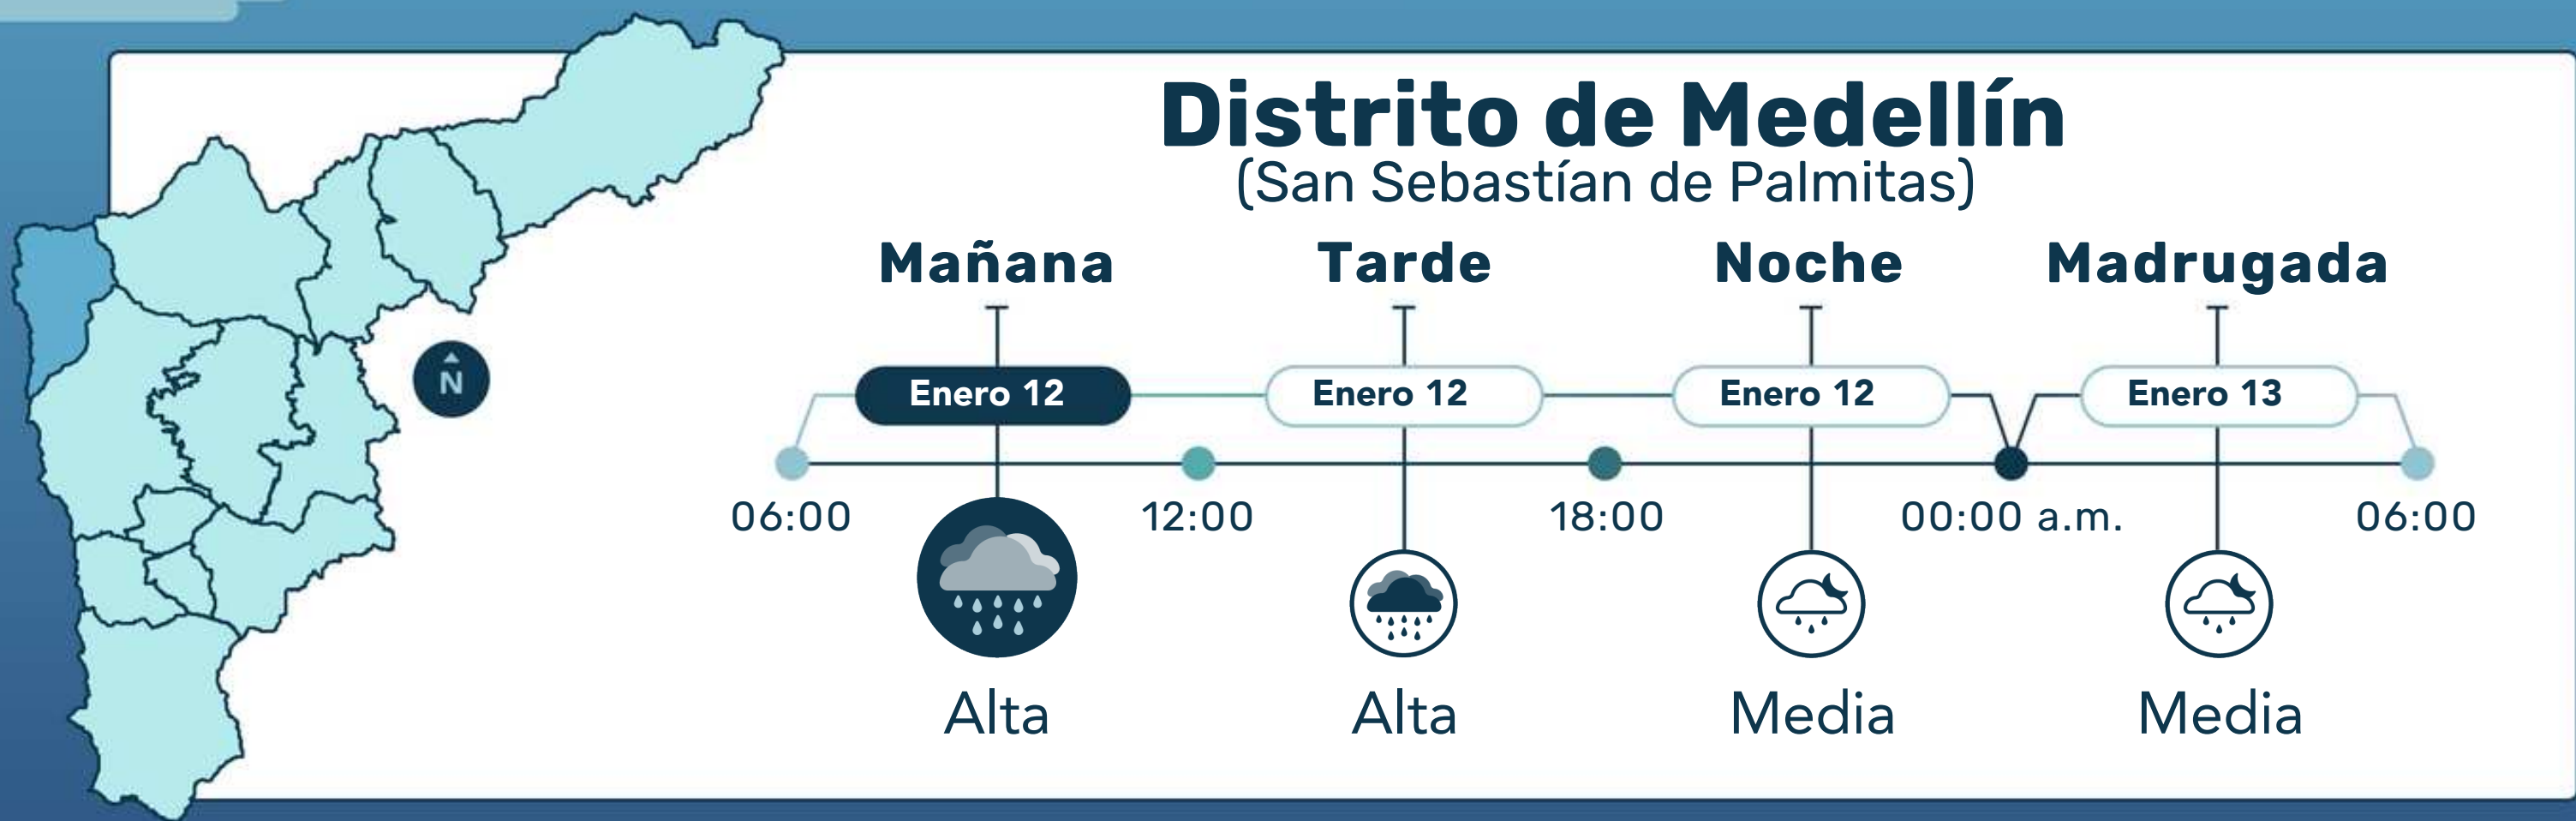 Distrito de Medellín
(San Sebastían de Palmitas)
Mañana Tarde Noche Madrugada
Enero 12 Enero 12 Enero 12 Enero 13
N
06:00 12:00 18:00 00:00 a.m. 06:00
Alta Alta Media Media